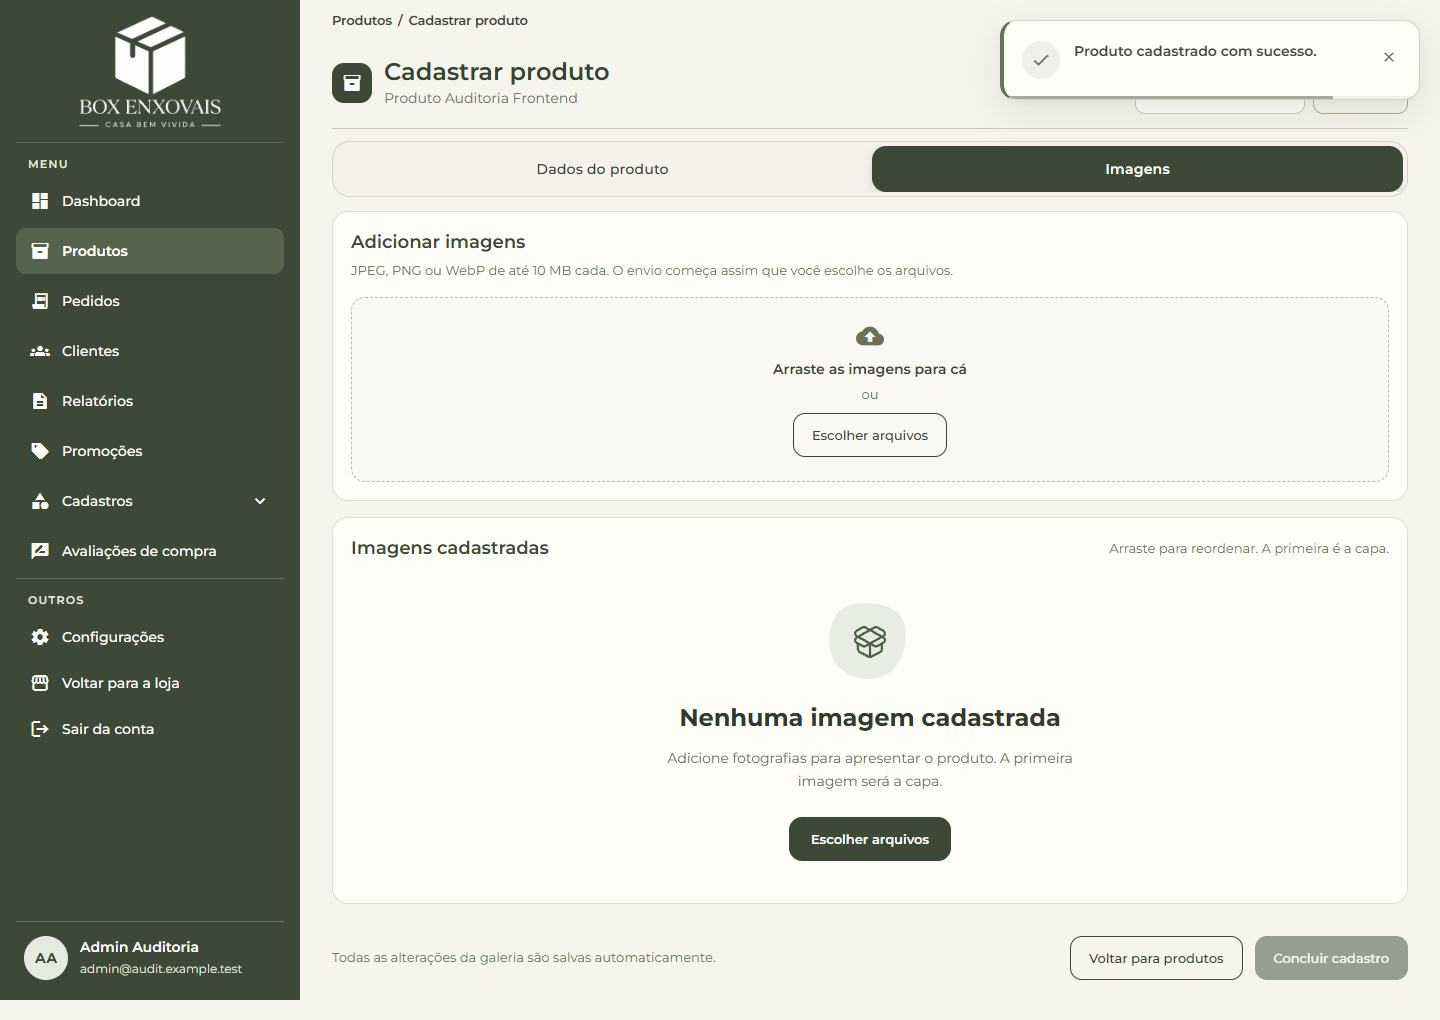 BOX ENXOVAIS
CASA BEM VIVIDA
MENU
Dashboard
Produtos
Pedidos
Clientes
Relatórios
Promoções
Cadastros
Avaliações de compra
OUTROS
Configurações
Voltar para a loja
Sair da conta
AA
Admin Auditoria
admin@audit.example.test
Produtos / Cadastrar produto
Cadastrar produto
Produto Auditoria Frontend
Produto cadastrado com sucesso.
Dados do produto
Imagens
Adicionar imagens
JPEG, PNG ou WebP de até 10 MB cada. O envio começa assim que você escolhe os arquivos.
Arraste as imagens para cá
ou
Escolher arquivos
Imagens cadastradas
Arraste para reordenar. A primeira é a capa.
Nenhuma imagem cadastrada
Adicione fotografias para apresentar o produto. A primeira
imagem será a capa.
Escolher arquivos
Todas as alterações da galeria são salvas automaticamente.
Voltar para produtos
Concluir cadastro